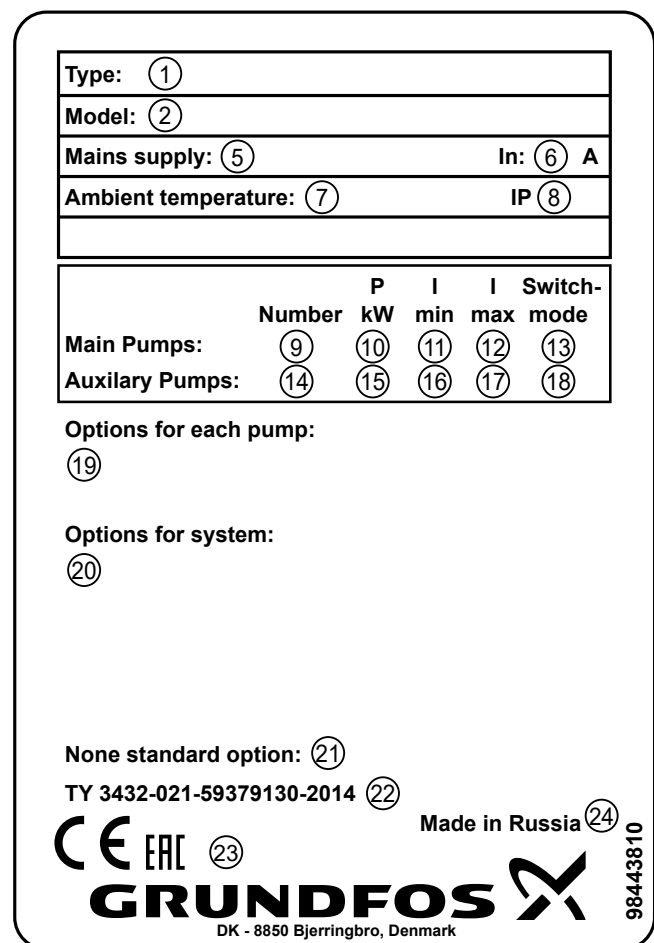 Type: 1
Model: 2
Mains supply: 5 In: 6 A
Ambient temperature: 7 IP 8
P I I Switch-
Number kW min max mode
Main Pumps: 9 10 11 12 13
Auxilary Pumps: 14 15 16 17 18
Options for each pump:
19
Options for system:
20
None standard option: 21
TY 3432-021-59379130-2014 22
Made in Russia 24
CE EAC 23
GRUNDFOS
DK - 8850 Bjerringbro, Denmark
98443810